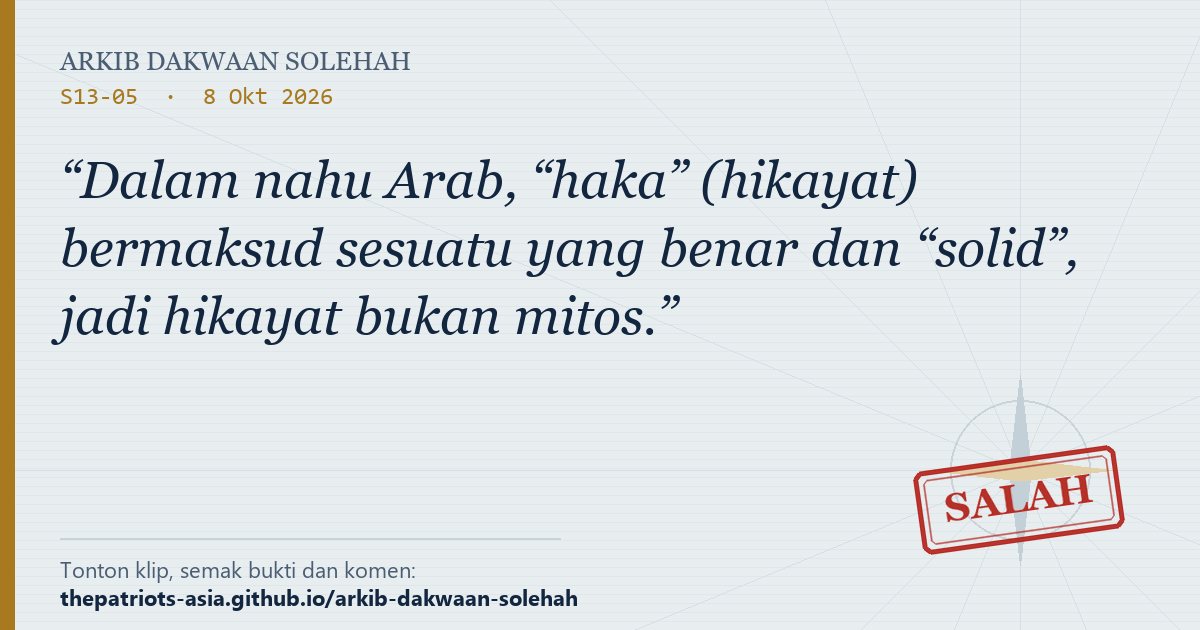 ARKIB DAKWAAN SOLEHAH
S13-05 · 8 Okt 2026
“Dalam nahu Arab, “haka” (hikayat)
bermaksud sesuatu yang benar dan “solid”,
jadi hikayat bukan mitos.”
SALAH
Tonton klip, semak bukti dan komen:
thepatriots-asia.github.io/arkib-dakwaan-solehah